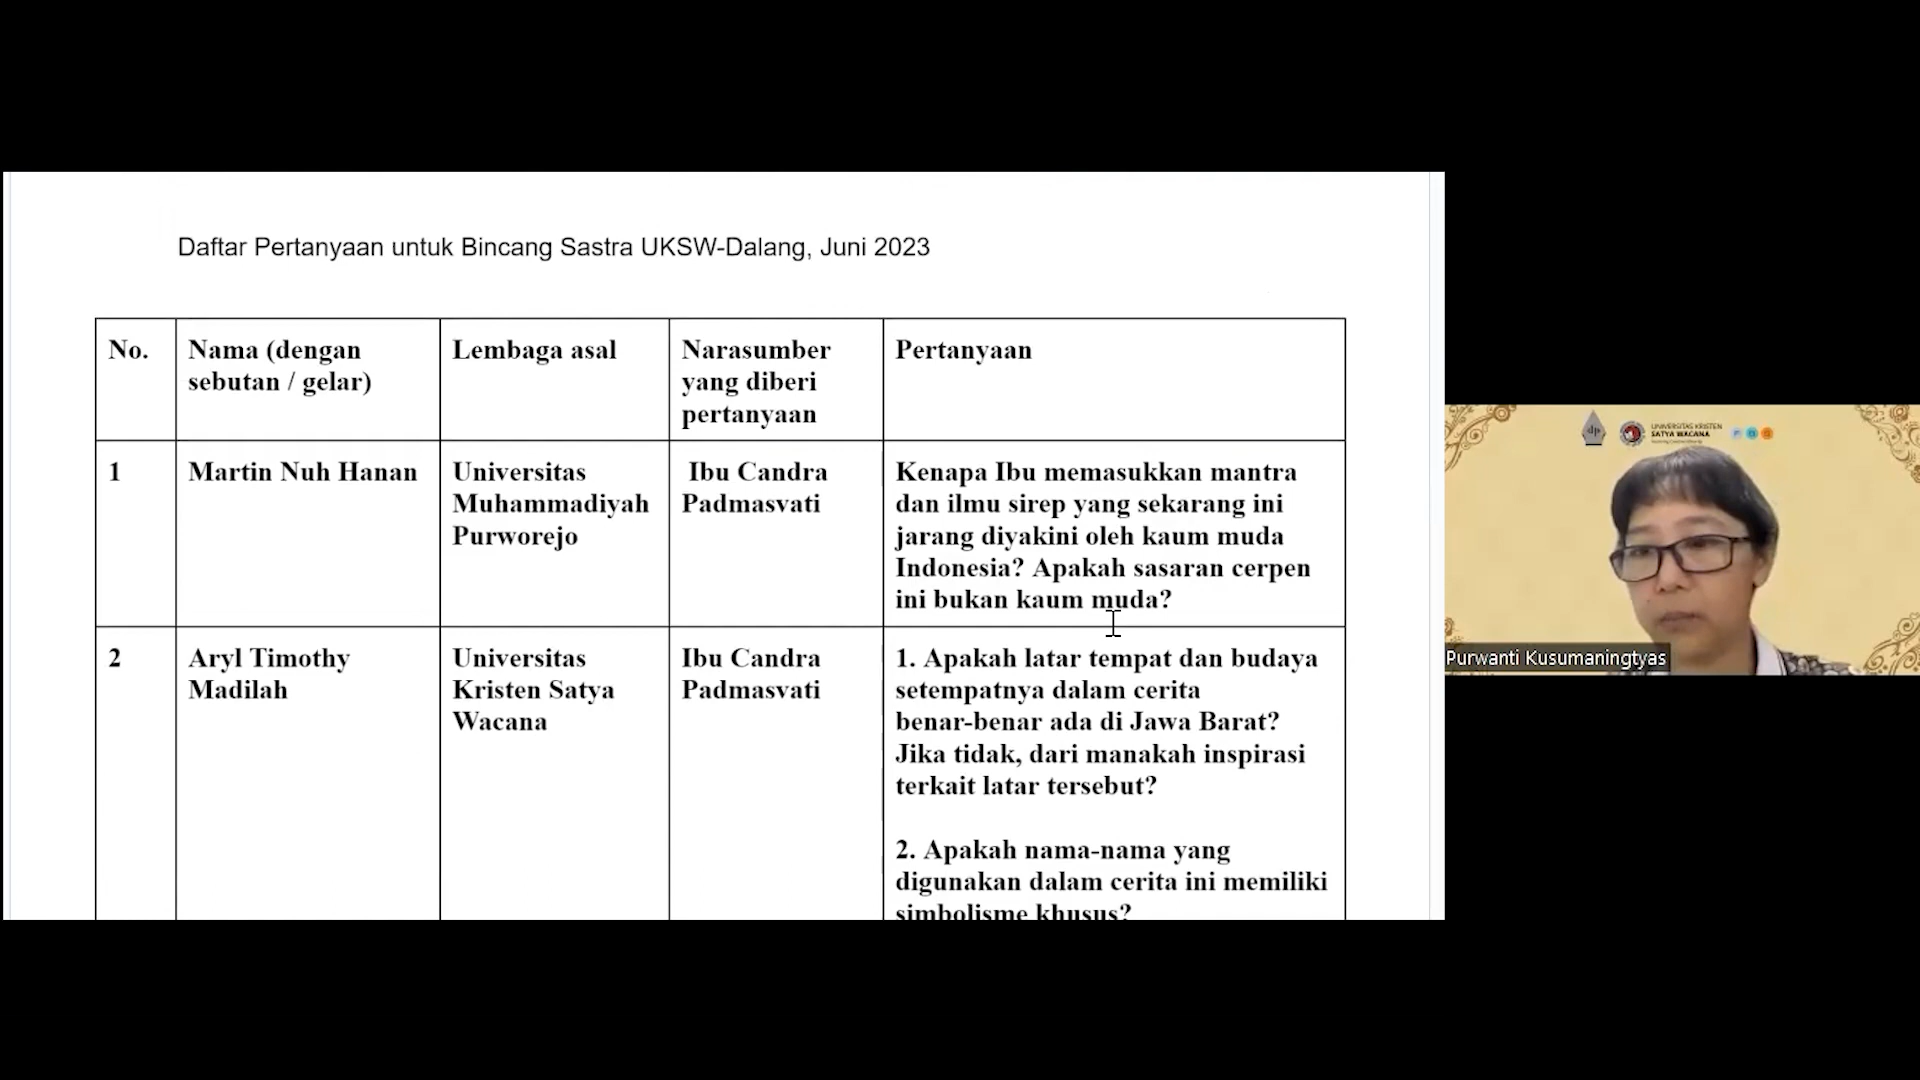 Daftar Pertanyaan untuk Bincang Sastra UKSW-Dalang, Juni 2023
No.
Nama (dengan
sebutan / gelar)
Lembaga asal
Narasumber
yang diberi
pertanyaan
Pertanyaan
1
Martin Nuh Hanan
Universitas
Muhammadiyah
Purworejo
Ibu Candra
Padmasvati
Kenapa Ibu memasukkan mantra
dan ilmu sirep yang sekarang ini
jarang diyakini oleh kaum muda
Indonesia? Apakah sasaran cerpen
ini bukan kaum muda?
2
Aryl Timothy
Madilah
Universitas
Kristen Satya
Wacana
Ibu Candra
Padmasvati
1. Apakah latar tempat dan budaya
setempatnya dalam cerita
benar-benar ada di Jawa Barat?
Jika tidak, dari manakah inspirasi
terkait latar tersebut?
2. Apakah nama-nama yang
digunakan dalam cerita ini memiliki
simbolisme khusus?
dp
UNIVERSITAS KRISTEN
SATYA WACANA
Purwanti Kusumaningtyas